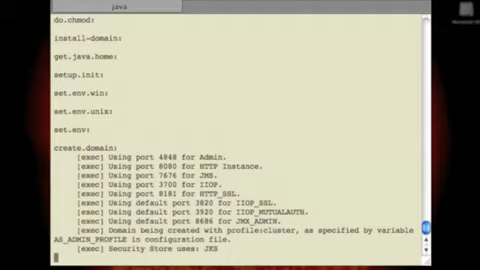 java
do.chmod:
install-domain:
get.java.home:
setup.init:
set.env.win:
set.env.unix:
set.env:
create.domain:
[exec] Using port 4848 for Admin.
[exec] Using port 8080 for HTTP Instance.
[exec] Using port 7676 for JMS.
[exec] Using port 3700 for IIOP.
[exec] Using port 8181 for HTTP_SSL.
[exec] Using default port 3820 for IIOP_SSL.
[exec] Using default port 3920 for IIOP_MUTUALAUTH.
[exec] Using default port 8686 for JMX_ADMIN.
[exec] Domain being created with profile:cluster, as specified by variable
AS_ADMIN_PROFILE in configuration file.
[exec] Security Store uses: JKS